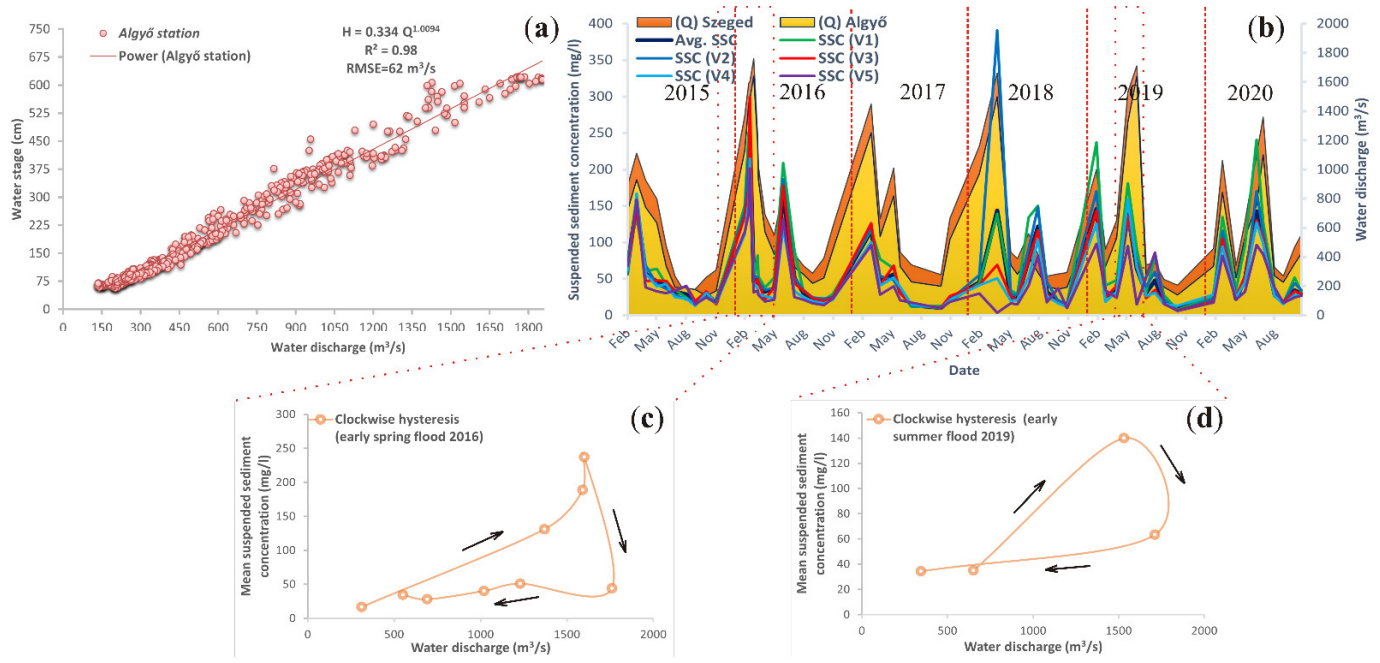 (a)
Algyő station
Power (Algyő station)
H = 0.334 Q^1.0094
R² = 0.98
RMSE=62 m³/s
Water stage (cm)
750
675
600
525
450
375
300
225
150
75
0
0 150 300 450 600 750 900 1050 1200 1350 1500 1650 1800
Water discharge (m³/s)
(b)
(Q) Szeged (Q) Algyő
Avg. SSC SSC (V1)
SSC (V2) SSC (V3)
SSC (V4) SSC (V5)
2015 2016 2017 2018 2019 2020
Suspended sediment concentration (mg/l)
400
350
300
250
200
150
100
50
0
Water discharge (m³/s)
2000
1800
1600
1400
1200
1000
800
600
400
200
0
Feb May Aug Nov Feb May Aug Nov Feb May Aug Nov Feb May Aug Nov Feb May Aug Nov Feb May Aug
Date
(c)
Clockwise hysteresis
(early spring flood 2016)
Mean suspended sediment
concentration (mg/l)
300
250
200
150
100
50
0
0 500 1000 1500 2000
Water discharge (m³/s)
(d)
Clockwise hysteresis (early
summer flood 2019)
Mean suspended sediment
concentration (mg/l)
160
140
120
100
80
60
40
20
0
0 500 1000 1500 2000
Water discharge (m³/s)